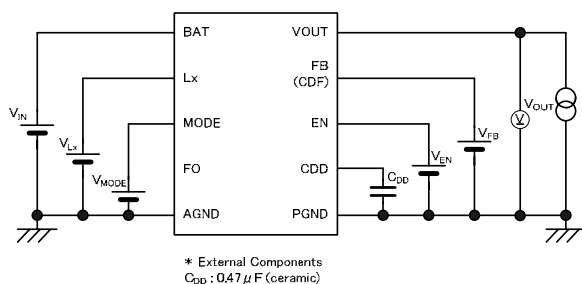 BAT
VOUT
Lx
FB
(CDF)
MODE
EN
FO
CDD
AGND
PGND
VIN
VLx
VMODE
CDD
VEN
VFB
V
VOUT
* External Components
CDD : 0.47μF (ceramic)